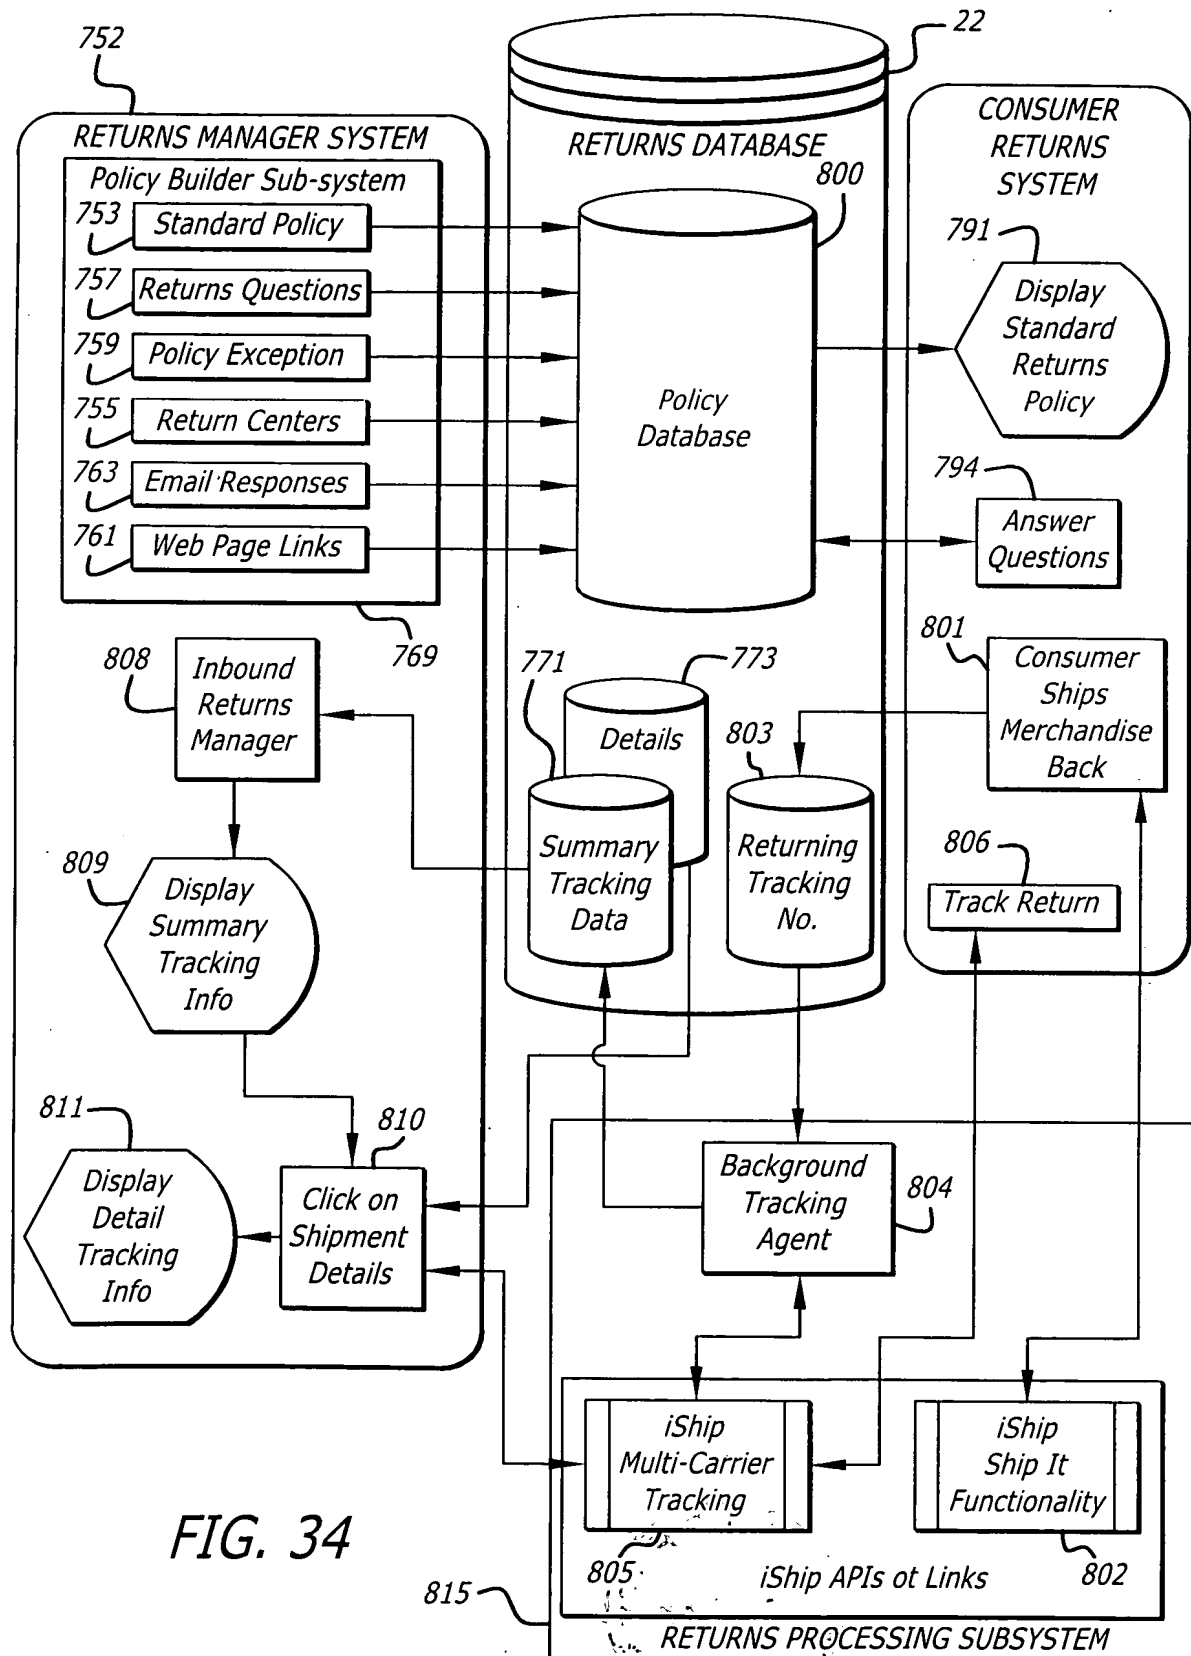 752
22
RETURNS MANAGER SYSTEM
Policy Builder Sub-system
753
Standard Policy
757
Returns Questions
759
Policy Exception
755
Return Centers
763
Email Responses
761
Web Page Links
769
808
Inbound
Returns
Manager
809
Display
Summary
Tracking
Info
811
Display
Detail
Tracking
Info
810
Click on
Shipment
Details
RETURNS DATABASE
800
Policy
Database
771
773
Details
Summary
Tracking
Data
803
Returning
Tracking
No.
CONSUMER
RETURNS
SYSTEM
791
Display
Standard
Returns
Policy
794
Answer
Questions
801
Consumer
Ships
Merchandise
Back
806
Track Return
Background
Tracking
Agent
804
iShip
Multi-Carrier
Tracking
805
iShip
Ship It
Functionality
802
iShip APIs ot Links
815
RETURNS PROCESSING SUBSYSTEM
FIG. 34